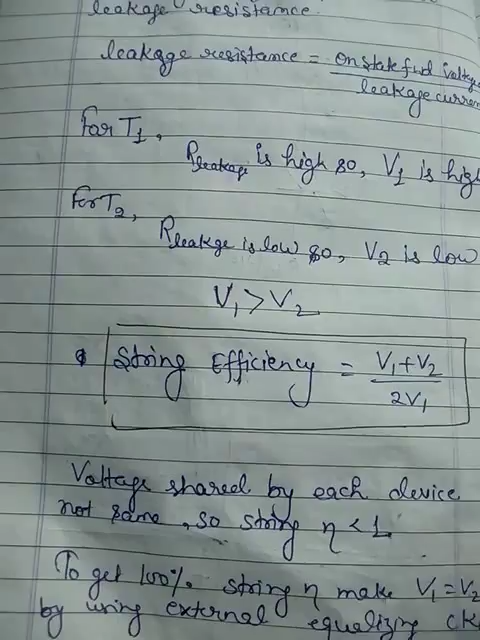 leakage resistance.
leakage resistance = on state fwd voltage
leakage current
For T1,
Rleakage is high so, V1 is high
For T2,
Rleakge is low so, V2 is low
V1 > V2
String Efficiency = V1+V2
2V1
Voltage shared by each device
not same, so string η < 1
To get 100% string η make V1 = V2
by using external equalizing ck